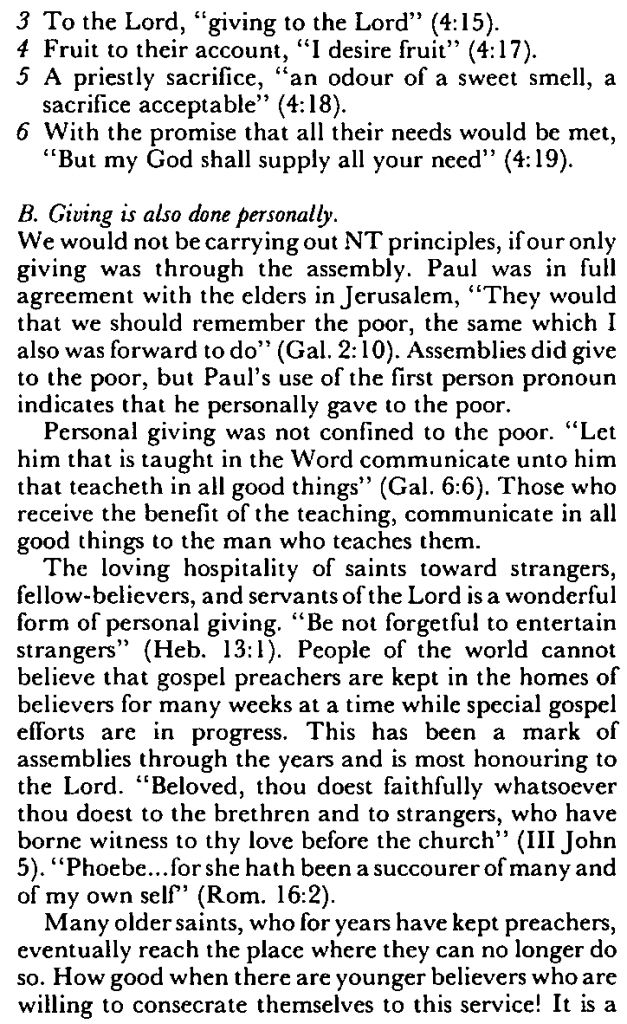 3 To the Lord, “giving to the Lord” (4:15).
4 Fruit to their account, “I desire fruit” (4:17).
5 A priestly sacrifice, “an odour of a sweet smell, a
sacrifice acceptable” (4:18).
6 With the promise that all their needs would be met,
“But my God shall supply all your need” (4:19).
B. Giving is also done personally.
We would not be carrying out NT principles, if our only
giving was through the assembly. Paul was in full
agreement with the elders in Jerusalem, “They would
that we should remember the poor, the same which I
also was forward to do” (Gal. 2:10). Assemblies did give
to the poor, but Paul’s use of the first person pronoun
indicates that he personally gave to the poor.
Personal giving was not confined to the poor. “Let
him that is taught in the Word communicate unto him
that teacheth in all good things” (Gal. 6:6). Those who
receive the benefit of the teaching, communicate in all
good things to the man who teaches them.
The loving hospitality of saints toward strangers,
fellow-believers, and servants of the Lord is a wonderful
form of personal giving. “Be not forgetful to entertain
strangers” (Heb. 13:1). People of the world cannot
believe that gospel preachers are kept in the homes of
believers for many weeks at a time while special gospel
efforts are in progress. This has been a mark of
assemblies through the years and is most honouring to
the Lord. “Beloved, thou doest faithfully whatsoever
thou doest to the brethren and to strangers, who have
borne witness to thy love before the church” (III John
5). “Phoebe...for she hath been a succourer of many and
of my own self” (Rom. 16:2).
Many older saints, who for years have kept preachers,
eventually reach the place where they can no longer do
so. How good when there are younger believers who are
willing to consecrate themselves to this service! It is a